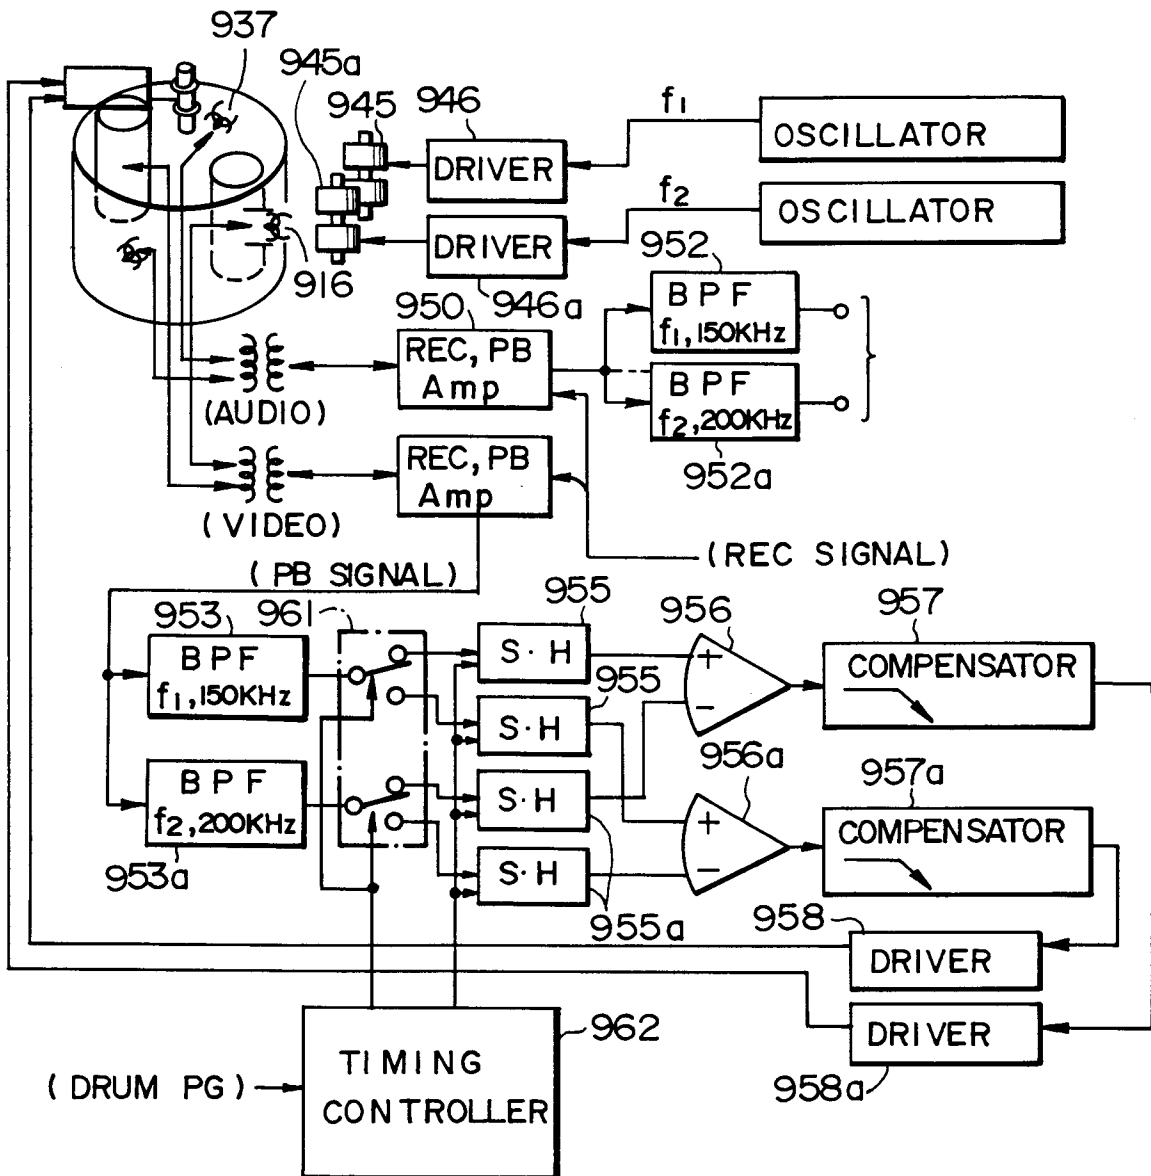 937
945a
945
946
f1
OSCILLATOR
DRIVER
f2
OSCILLATOR
DRIVER
916
946a
952
950
BPF
f1, 150KHz
REC, PB
Amp
(AUDIO)
BPF
f2, 200KHz
952a
REC, PB
Amp
(VIDEO)
(REC SIGNAL)
(PB SIGNAL)
953
961
955
956
957
BPF
f1, 150KHz
S·H
+
−
COMPENSATOR
955
S·H
956a
957a
BPF
f2, 200KHz
S·H
+
−
COMPENSATOR
953a
S·H
955a
958
DRIVER
962
DRIVER
958a
(DRUM PG)
TIMING
CONTROLLER